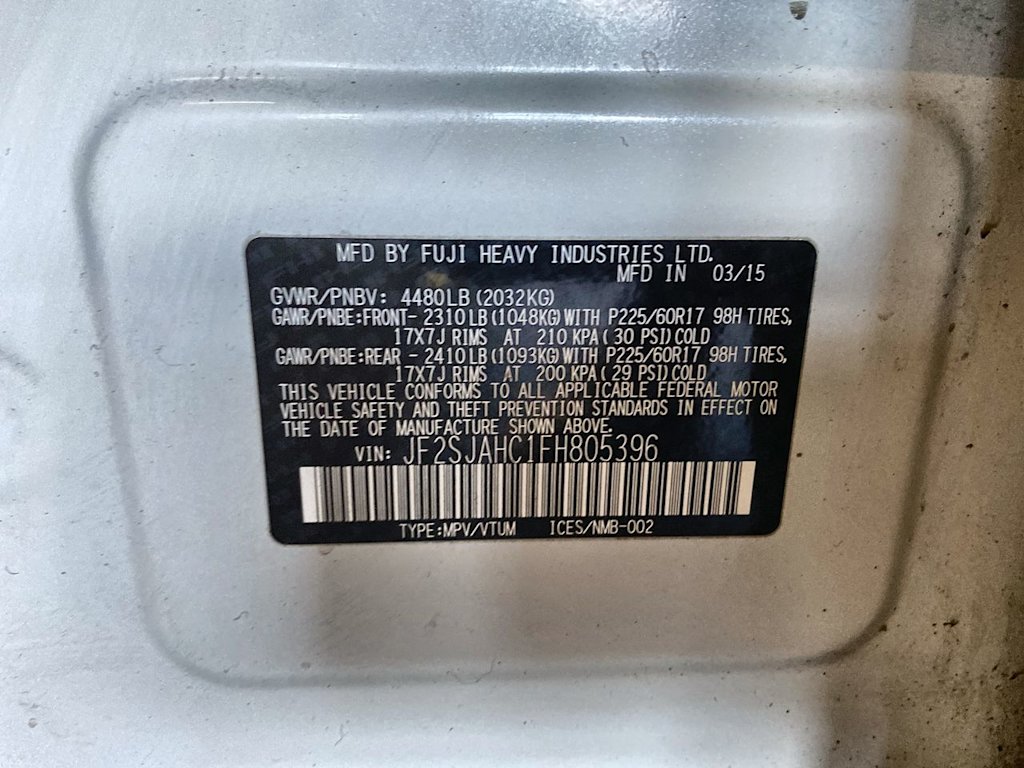 MFD BY FUJI HEAVY INDUSTRIES LTD.
MFD IN 03/15
GVWR/PNBV: 4480LB(2032KG)
GAWR/PNBE:FRONT- 2310LB(1048KG)WITH P225/60R17 98H TIRES,
17X7J RIMS AT 210 KPA(30 PSI)COLD
GAWR/PNBE:REAR - 2410LB(1093KG)WITH P225/60R17 98H TIRES,
17X7J RIMS AT 200 KPA(29 PSI)COLD
THIS VEHICLE CONFORMS TO ALL APPLICABLE FEDERAL MOTOR
VEHICLE SAFETY AND THEFT PREVENTION STANDARDS IN EFFECT ON
THE DATE OF MANUFACTURE SHOWN ABOVE.
VIN: JF2SJAHC1FH805396
TYPE:MPV/VTUM ICES/NMB-002